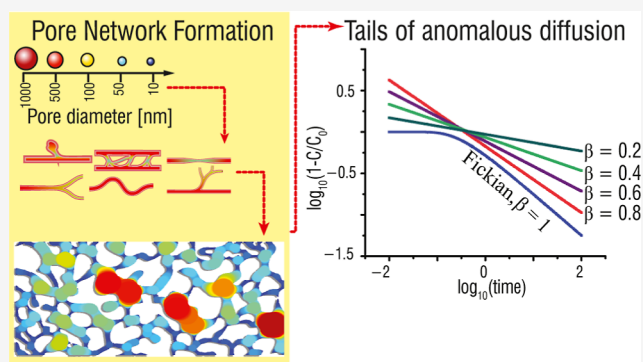 Pore Network Formation
1000
500
100
50
10
Pore diameter [nm]
Tails of anomalous diffusion
log₁₀(1-C/C₀)
0.5
−0.5
−1.5
−2
0
2
log₁₀(time)
Fickian, β = 1
β = 0.2
β = 0.4
β = 0.6
β = 0.8